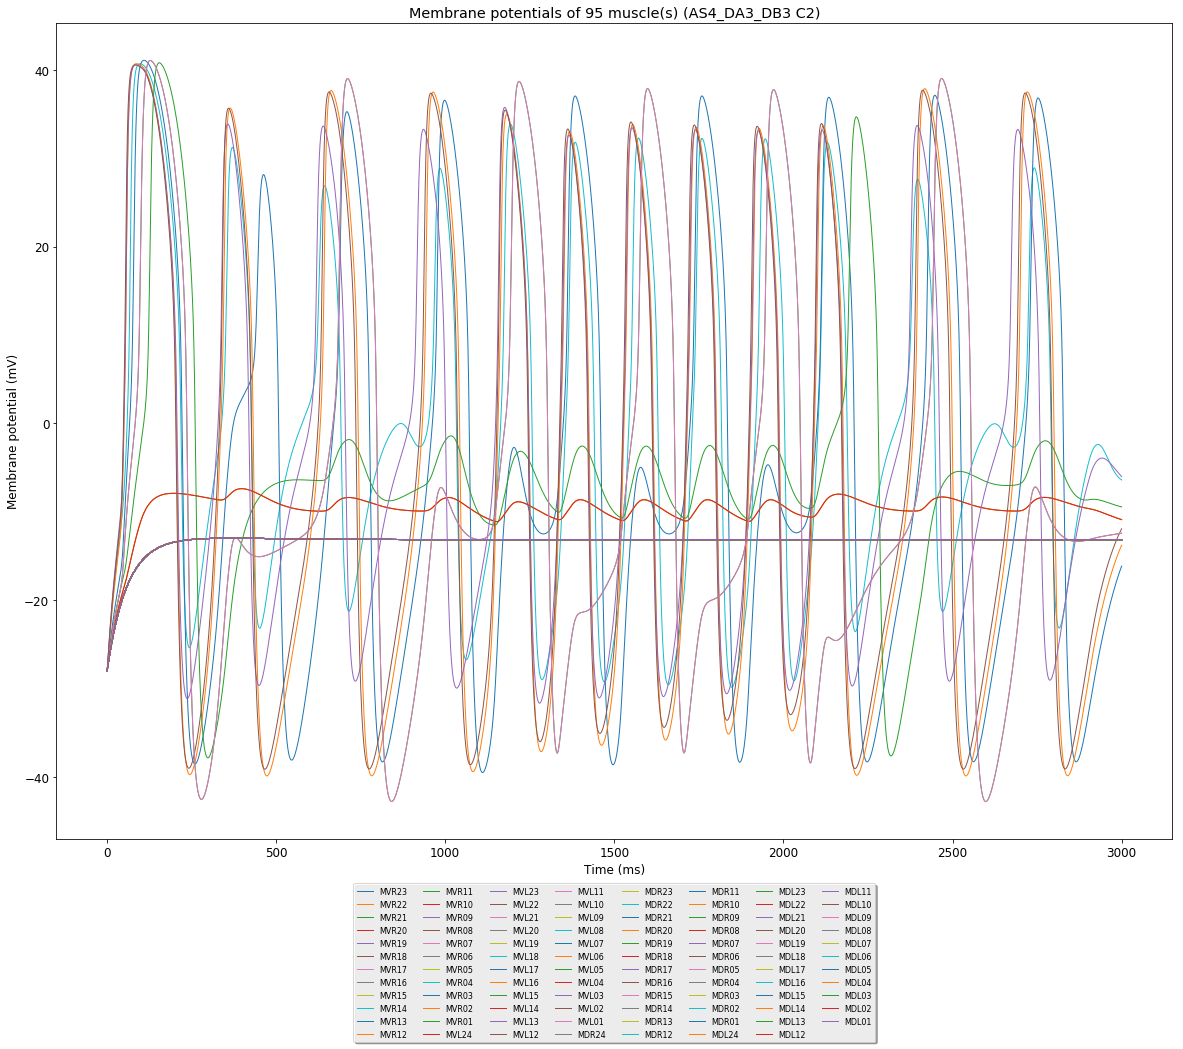 Membrane potentials of 95 muscle(s) (AS4_DA3_DB3 C2)
40
20
0
−20
−40
Membrane potential (mV)
0 500 1000 1500 2000 2500 3000
Time (ms)
MVR23 MVR11 MVL23 MVL11 MDR23 MDR11 MDL23 MDL11
MVR22 MVR10 MVL22 MVL10 MDR22 MDR10 MDL22 MDL10
MVR21 MVR09 MVL21 MVL09 MDR21 MDR09 MDL21 MDL09
MVR20 MVR08 MVL20 MVL08 MDR20 MDR08 MDL20 MDL08
MVR19 MVR07 MVL19 MVL07 MDR19 MDR07 MDL19 MDL07
MVR18 MVR06 MVL18 MVL06 MDR18 MDR06 MDL18 MDL06
MVR17 MVR05 MVL17 MVL05 MDR17 MDR05 MDL17 MDL05
MVR16 MVR04 MVL16 MVL04 MDR16 MDR04 MDL16 MDL04
MVR15 MVR03 MVL15 MVL03 MDR15 MDR03 MDL15 MDL03
MVR14 MVR02 MVL14 MVL02 MDR14 MDR02 MDL14 MDL02
MVR13 MVR01 MVL13 MVL01 MDR13 MDR01 MDL13 MDL01
MVR12 MVL24 MVL12 MDR24 MDR12 MDL24 MDL12